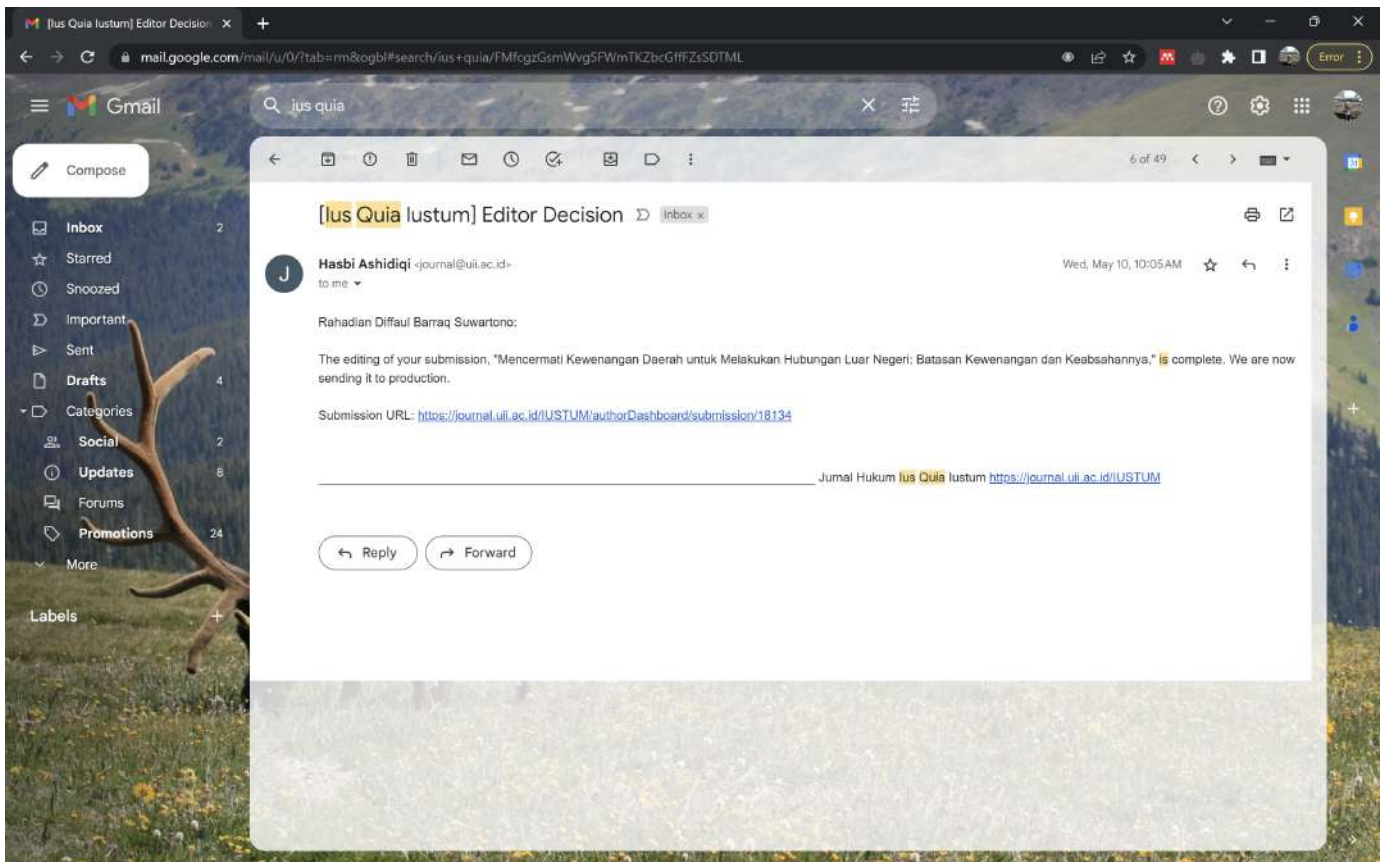 [Ius Quia Iustum] Editor Decision
mail.google.com/mail/u/0/?tab=rm&ogbl#search/ius+quia/FMfcgzGsmWvgSFWmTKZbcGffFZsSDTML
Error
Gmail
ius quia
Compose
6 of 49
Inbox 2
Starred
Snoozed
Important
Sent
Drafts 4
Categories
Social 2
Updates 8
Forums
Promotions 24
More
Labels
[Ius Quia Iustum] Editor Decision Inbox x
J
Hasbi Ashidiqi <journal@uii.ac.id> Wed, May 10, 10:05 AM
to me
Rahadian Diffaul Barraq Suwartono:
The editing of your submission, "Mencermati Kewenangan Daerah untuk Melakukan Hubungan Luar Negeri: Batasan Kewenangan dan Keabsahannya," is complete. We are now
sending it to production.
Submission URL: https://journal.uii.ac.id/IUSTUM/authorDashboard/submission/18134
Jurnal Hukum Ius Quia Iustum https://journal.uii.ac.id/IUSTUM
Reply Forward
31